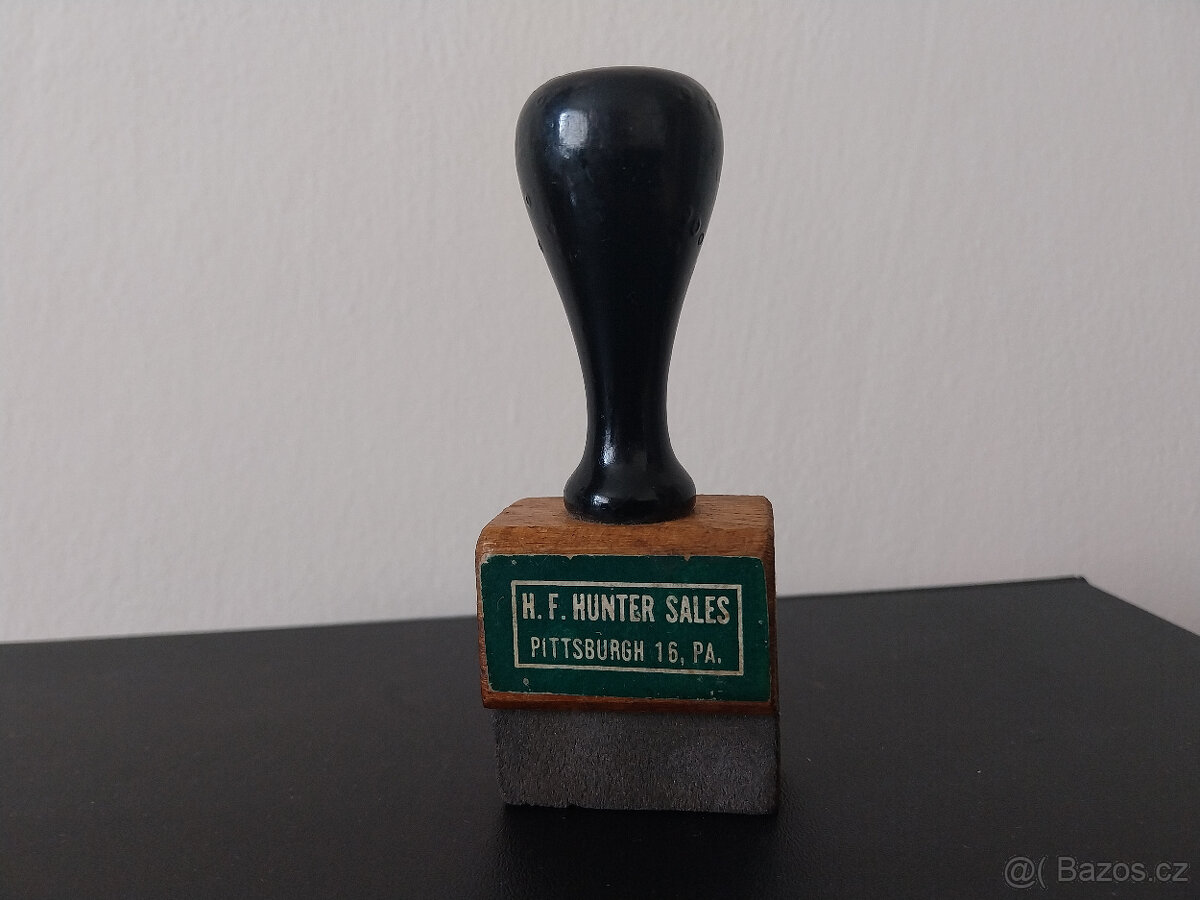 H. F. HUNTER SALES
PITTSBURGH 16, PA.
@( Bazos.cz